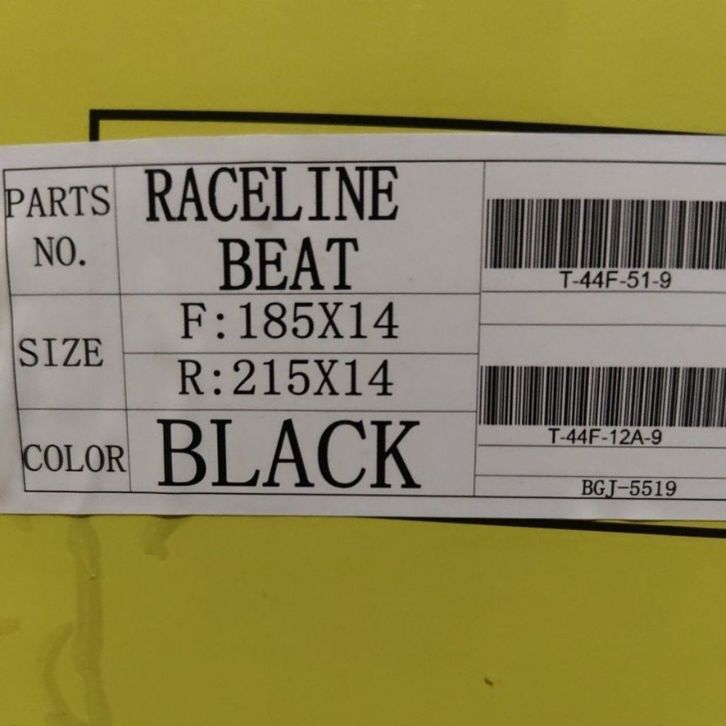 PARTS NO.
RACELINE
BEAT
SIZE
F:185X14
R:215X14
COLOR
BLACK
T-44F-51-9
T-44F-12A-9
BGJ-5519